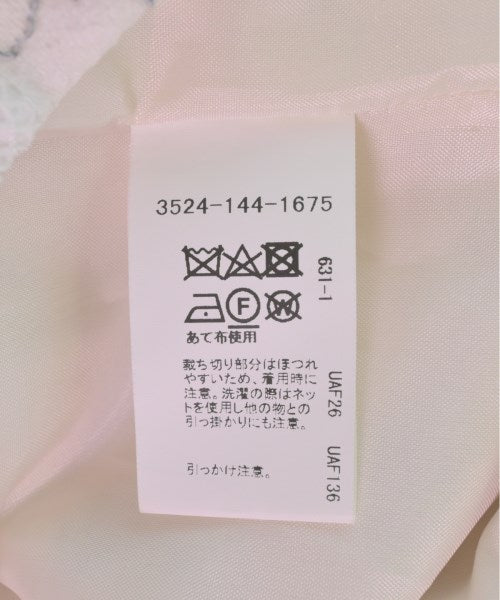 3524-144-1675
631-1
F
W
あて布使用
裁ち切り部分はほつれ
やすいため、着用時に
注意。洗濯の際はネッ
トを使用し他の物との
引っ掛かりにも注意。
引っかけ注意。
UAF26 UAF136